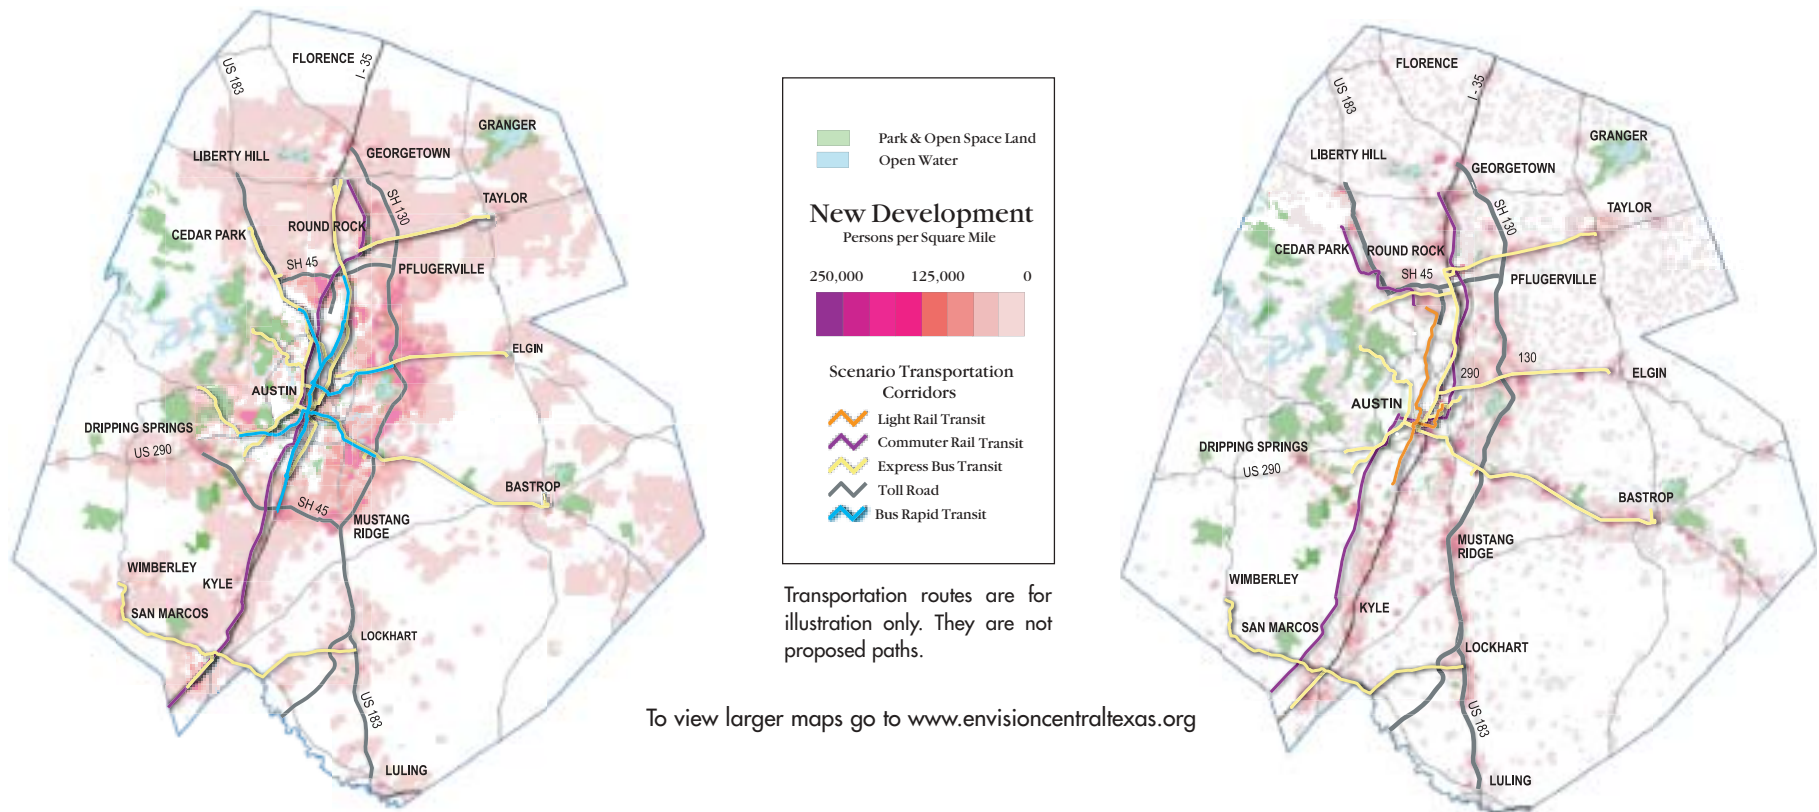 FLORENCE
I - 35
US 183
GRANGER
LIBERTY HILL
GEORGETOWN
SH 130
TAYLOR
ROUND ROCK
CEDAR PARK
SH 45
PFLUGERVILLE
ELGIN
AUSTIN
DRIPPING SPRINGS
US 290
BASTROP
SH 45
MUSTANG
RIDGE
WIMBERLEY
KYLE
SAN MARCOS
LOCKHART
US 183
LULING
Park & Open Space Land
Open Water
New Development
Persons per Square Mile
250,000 125,000 0
Scenario Transportation
Corridors
Light Rail Transit
Commuter Rail Transit
Express Bus Transit
Toll Road
Bus Rapid Transit
Transportation routes are for
illustration only. They are not
proposed paths.
To view larger maps go to www.envisioncentraltexas.org
FLORENCE
I - 35
US 183
GRANGER
LIBERTY HILL
GEORGETOWN
SH 130
TAYLOR
CEDAR PARK
ROUND ROCK
SH 45
PFLUGERVILLE
130
290
ELGIN
AUSTIN
DRIPPING SPRINGS
US 290
BASTROP
MUSTANG
RIDGE
WIMBERLEY
KYLE
SAN MARCOS
LOCKHART
US 183
LULING